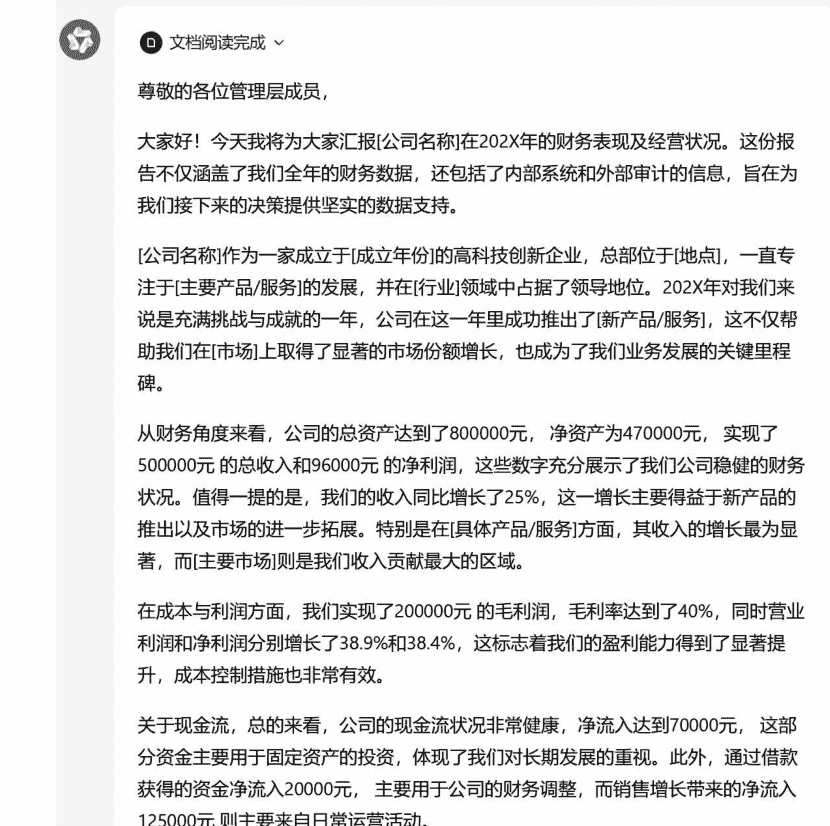 文档阅读完成
尊敬的各位管理层成员，
大家好！今天我将为大家汇报[公司名称]在202X年的财务表现及经营状况。这份报
告不仅涵盖了我们全年的财务数据，还包括了内部系统和外部审计的信息，旨在为
我们接下来的决策提供坚实的数据支持。
[公司名称]作为一家成立于[成立年份]的高科技创新企业，总部位于[地点]，一直专
注于[主要产品/服务]的发展，并在[行业]领域中占据了领导地位。202X年对我们来
说是充满挑战与成就的一年，公司在这一年里成功推出了[新产品/服务]，这不仅帮
助我们在[市场]上取得了显著的市场份额增长，也成为了我们业务发展的关键里程
碑。
从财务角度来看，公司的总资产达到了800000元， 净资产为470000元， 实现了
500000元 的总收入和96000元 的净利润，这些数字充分展示了我们公司稳健的财务
状况。值得一提的是，我们的收入同比增长了25%，这一增长主要得益于新产品的
推出以及市场的进一步拓展。特别是在[具体产品/服务]方面，其收入的增长最为显
著，而[主要市场]则是我们收入贡献最大的区域。
在成本与利润方面，我们实现了200000元 的毛利润，毛利率达到了40%，同时营业
利润和净利润分别增长了38.9%和38.4%，这标志着我们的盈利能力得到了显著提
升，成本控制措施也非常有效。
关于现金流，总的来看，公司的现金流状况非常健康，净流入达到70000元， 这部
分资金主要用于固定资产的投资，体现了我们对长期发展的重视。此外，通过借款
获得的资金净流入20000元， 主要用于公司的财务调整，而销售增长带来的净流入
125000元 则主要来自日常运营活动。